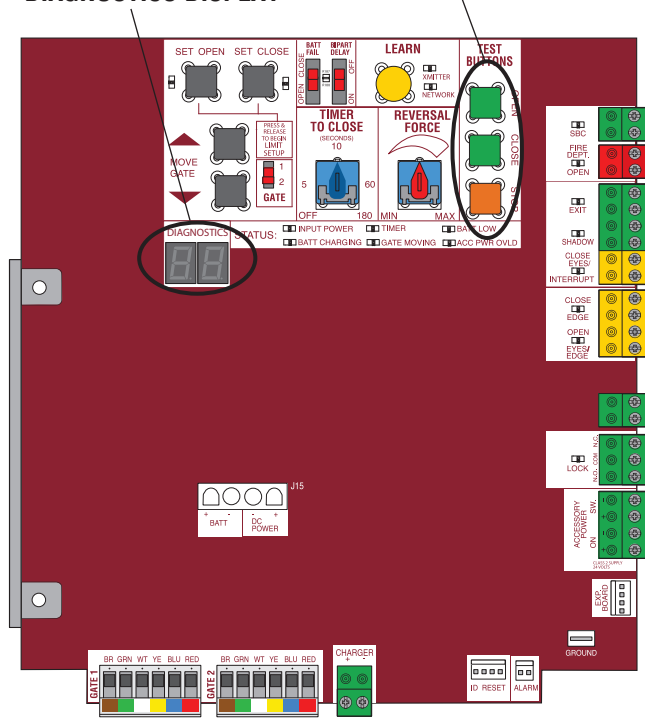 SET OPEN SET CLOSE
BATT FAIL
BIPART DELAY
OPEN CLOSE
ON OFF
LEARN
XMITTER
NETWORK
TEST
BUTTONS
OPEN
CLOSE
STOP
MOVE
GATE
PRESS &
RELEASE
TO BEGIN
LIMIT
SETUP
1
2
GATE
TIMER
TO CLOSE
(SECONDS)
10
5
60
OFF
180
REVERSAL
FORCE
MIN MAX
DIAGNOSTICS
STATUS:
INPUT POWER TIMER BATT LOW
BATT CHARGING GATE MOVING ACC PWR OVLD
SBC
FIRE
DEPT.
OPEN
EXIT
SHADOW
CLOSE
EYES/
INTERRUPT
CLOSE
EDGE
OPEN
EYES/
EDGE
N.C.
COM
N.O.
LOCK
ACCESSORY
POWER
SW.
ON
- + - +
CLASS 2 SUPPLY
24 VOLTS
EXP.
BOARD
GROUND
J15
+ - - +
BATT
DC
POWER
GATE 1
BR GRN WT YE BLU RED
GATE 2
BR GRN WT YE BLU RED
CHARGER
+
ID RESET ALARM